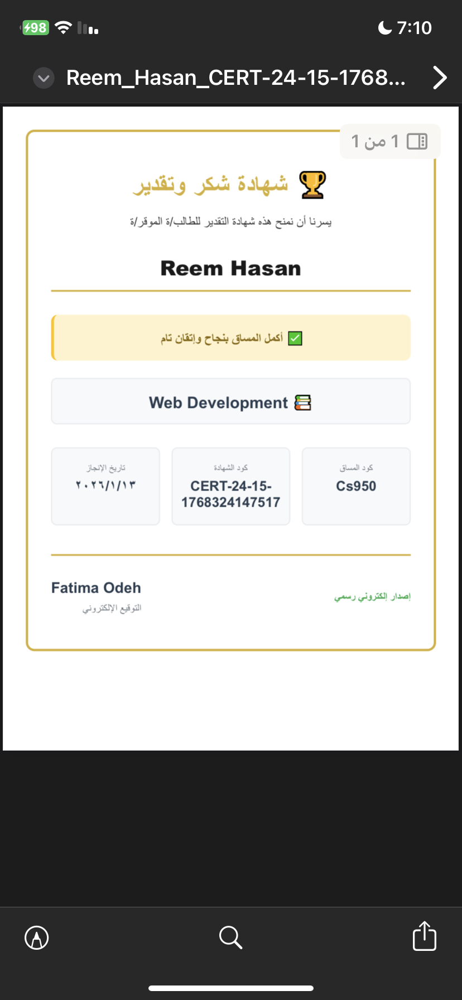 98
7:10
Reem_Hasan_CERT-24-15-1768...
1 من 1
شهادة شكر وتقدير
يسرنا أن نمنح هذه شهادة التقدير للطالب/ة الموقر/ة
Reem Hasan
أكمل المساق بنجاح وإتقان تام
Web Development
كود المساق
Cs950
كود الشهادة
CERT-24-15-
1768324147517
تاريخ الإنجاز
٢٠٢٦/١/١٣
إصدار إلكتروني رسمي
Fatima Odeh
التوقيع الإلكتروني